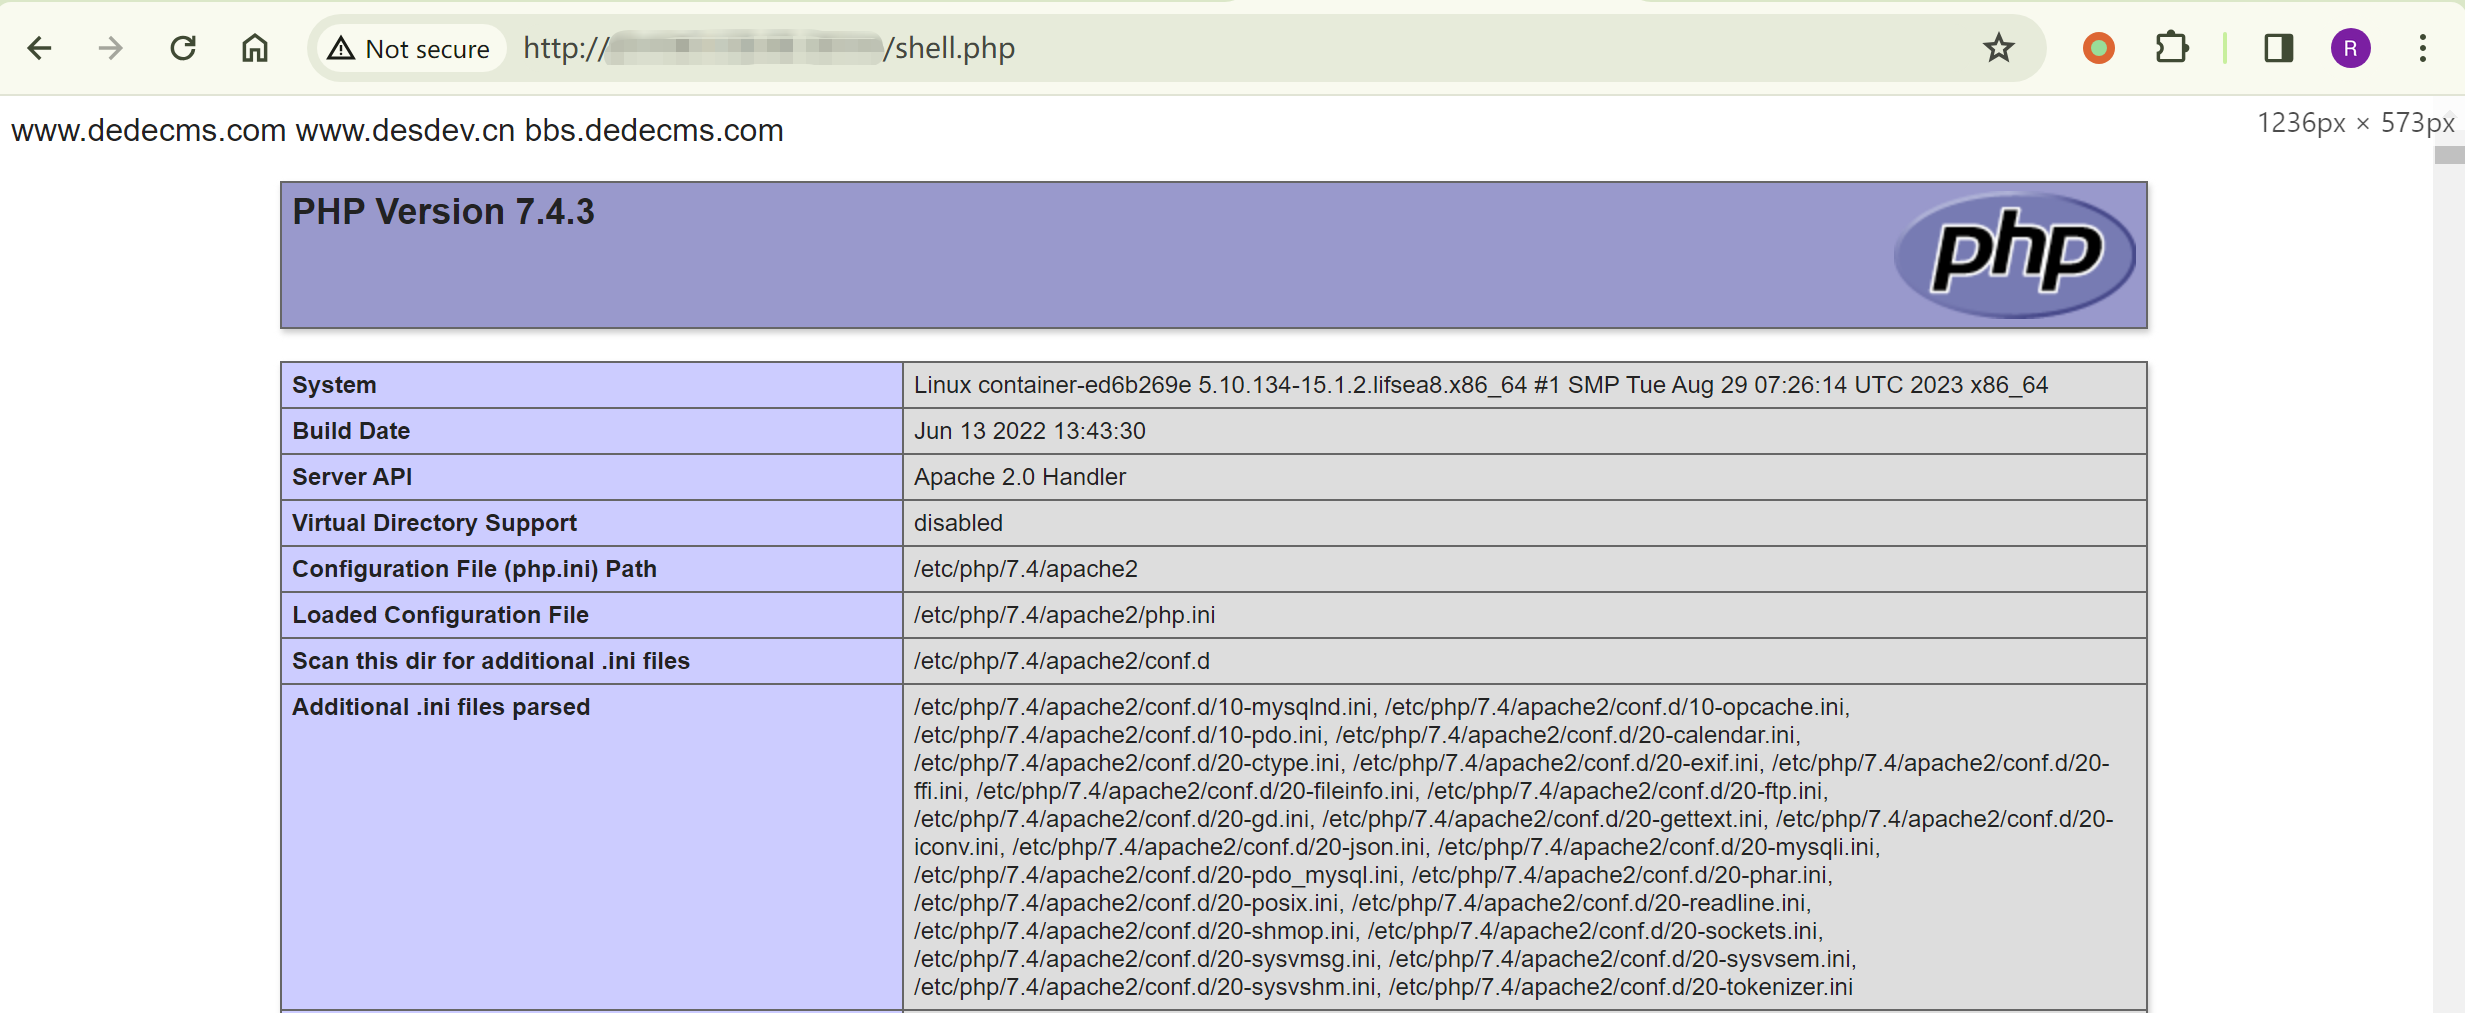 Not secure http:// /shell.php R
www.dedecms.com www.desdev.cn bbs.dedecms.com
1236px × 573px
PHP Version 7.4.3
php
System Linux container-ed6b269e 5.10.134-15.1.2.lifsea8.x86_64 #1 SMP Tue Aug 29 07:26:14 UTC 2023 x86_64
Build Date Jun 13 2022 13:43:30
Server API Apache 2.0 Handler
Virtual Directory Support disabled
Configuration File (php.ini) Path /etc/php/7.4/apache2
Loaded Configuration File /etc/php/7.4/apache2/php.ini
Scan this dir for additional .ini files /etc/php/7.4/apache2/conf.d
Additional .ini files parsed /etc/php/7.4/apache2/conf.d/10-mysqlnd.ini, /etc/php/7.4/apache2/conf.d/10-opcache.ini,
/etc/php/7.4/apache2/conf.d/10-pdo.ini, /etc/php/7.4/apache2/conf.d/20-calendar.ini,
/etc/php/7.4/apache2/conf.d/20-ctype.ini, /etc/php/7.4/apache2/conf.d/20-exif.ini, /etc/php/7.4/apache2/conf.d/20-
ffi.ini, /etc/php/7.4/apache2/conf.d/20-fileinfo.ini, /etc/php/7.4/apache2/conf.d/20-ftp.ini,
/etc/php/7.4/apache2/conf.d/20-gd.ini, /etc/php/7.4/apache2/conf.d/20-gettext.ini, /etc/php/7.4/apache2/conf.d/20-
iconv.ini, /etc/php/7.4/apache2/conf.d/20-json.ini, /etc/php/7.4/apache2/conf.d/20-mysqli.ini,
/etc/php/7.4/apache2/conf.d/20-pdo_mysql.ini, /etc/php/7.4/apache2/conf.d/20-phar.ini,
/etc/php/7.4/apache2/conf.d/20-posix.ini, /etc/php/7.4/apache2/conf.d/20-readline.ini,
/etc/php/7.4/apache2/conf.d/20-shmop.ini, /etc/php/7.4/apache2/conf.d/20-sockets.ini,
/etc/php/7.4/apache2/conf.d/20-sysvmsg.ini, /etc/php/7.4/apache2/conf.d/20-sysvsem.ini,
/etc/php/7.4/apache2/conf.d/20-sysvshm.ini, /etc/php/7.4/apache2/conf.d/20-tokenizer.ini